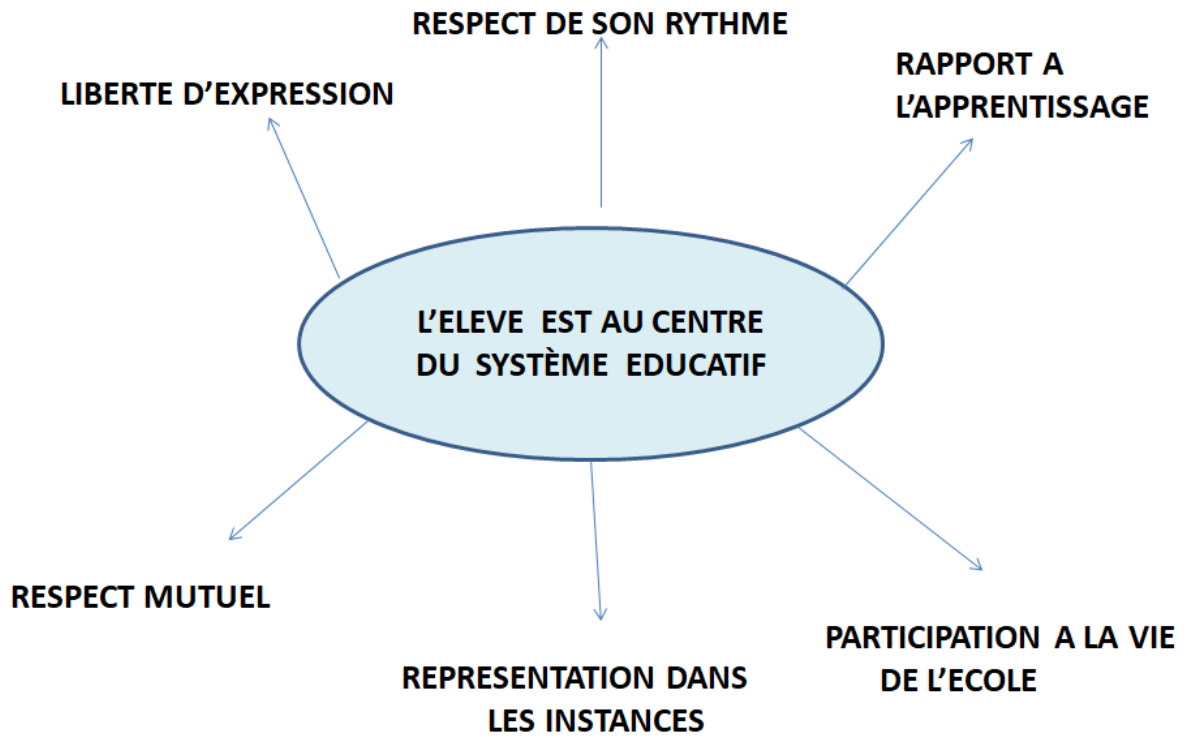 RESPECT DE SON RYTHME
LIBERTE D'EXPRESSION
RAPPORT A
L'APPRENTISSAGE
L'ELEVE EST AU CENTRE
DU SYSTÈME EDUCATIF
RESPECT MUTUEL
REPRESENTATION DANS
LES INSTANCES
PARTICIPATION A LA VIE
DE L'ECOLE